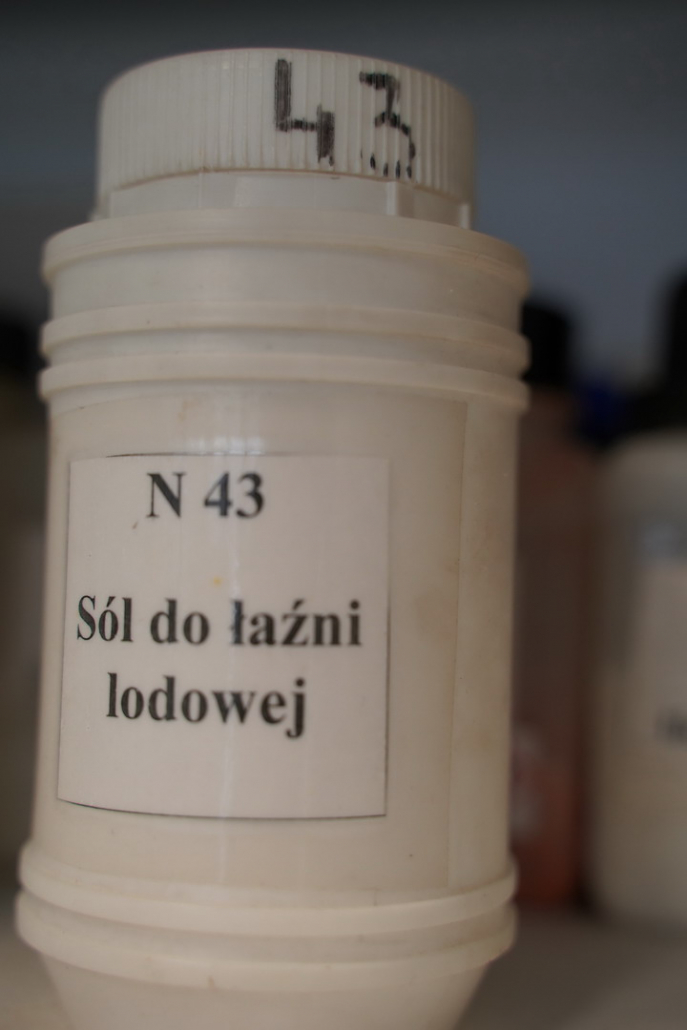 43
N 43
Sól do łaźni
lodowej